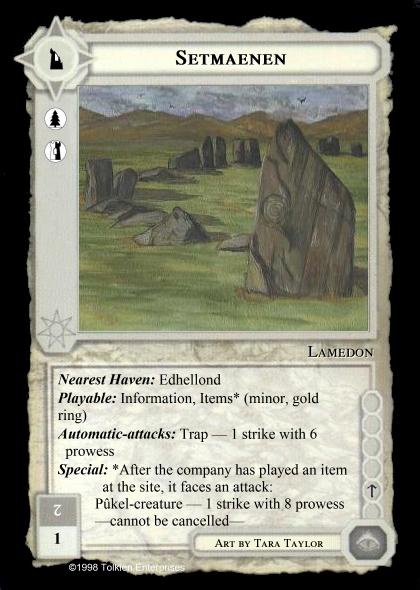 SETMAENEN
LAMEDON
Nearest Haven: Edhellond
Playable: Information, Items* (minor, gold
ring)
Automatic-attacks: Trap — 1 strike with 6
prowess
Special: *After the company has played an item
at the site, it faces an attack:
Pûkel-creature — 1 strike with 8 prowess
—cannot be cancelled—
2
1
ART BY TARA TAYLOR
©1998 Tolkien Enterprises